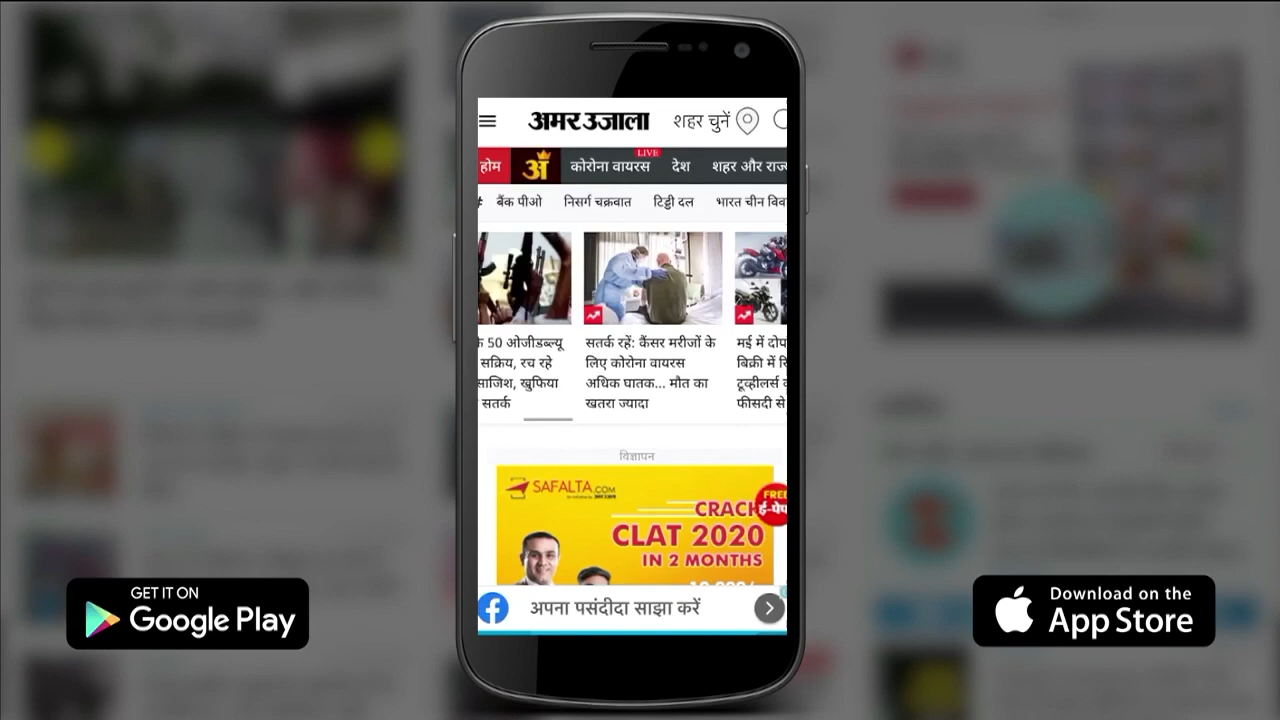 अमर उजाला
शहर चुनें
LIVE
होम
अं
कोरोना वायरस
देश
शहर और राज्
# बैंक पीओ
निसर्ग चक्रवात
टिड्डी दल
भारत चीन विवा
50 ओजीडब्ल्यू
सक्रिय, रच रहे
साजिश, खुफिया
सतर्क
सतर्क रहें: कैंसर मरीजों के
लिए कोरोना वायरस
अधिक घातक... मौत का
खतरा ज्यादा
मई में दोप
बिक्री में
टूव्हीलर्स
फीसदी से
विज्ञापन
SAFALTA.COM
CRACK
FREE
ई-पेप
CLAT 2020
IN 2 MONTHS
अपना पसंदीदा साझा करें
GET IT ON
Google Play
Download on the
App Store